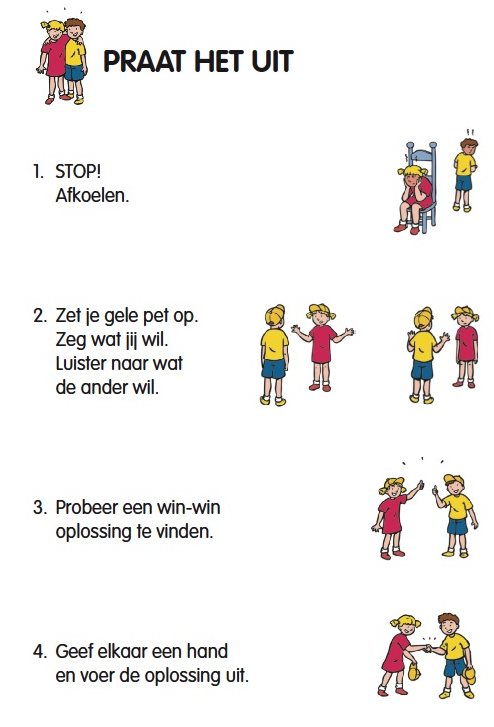 PRAAT HET UIT
1. STOP!
Afkoelen.
2. Zet je gele pet op.
Zeg wat jij wil.
Luister naar wat
de ander wil.
3. Probeer een win-win
oplossing te vinden.
4. Geef elkaar een hand
en voer de oplossing uit.